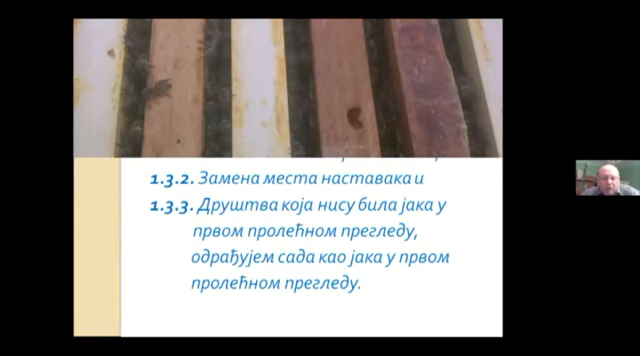 1.3.2. Замена места наставака и
1.3.3. Друштва која нису била јака у
првом пролећном прегледу,
одрађујем сада као јака у првом
пролећном прегледу.